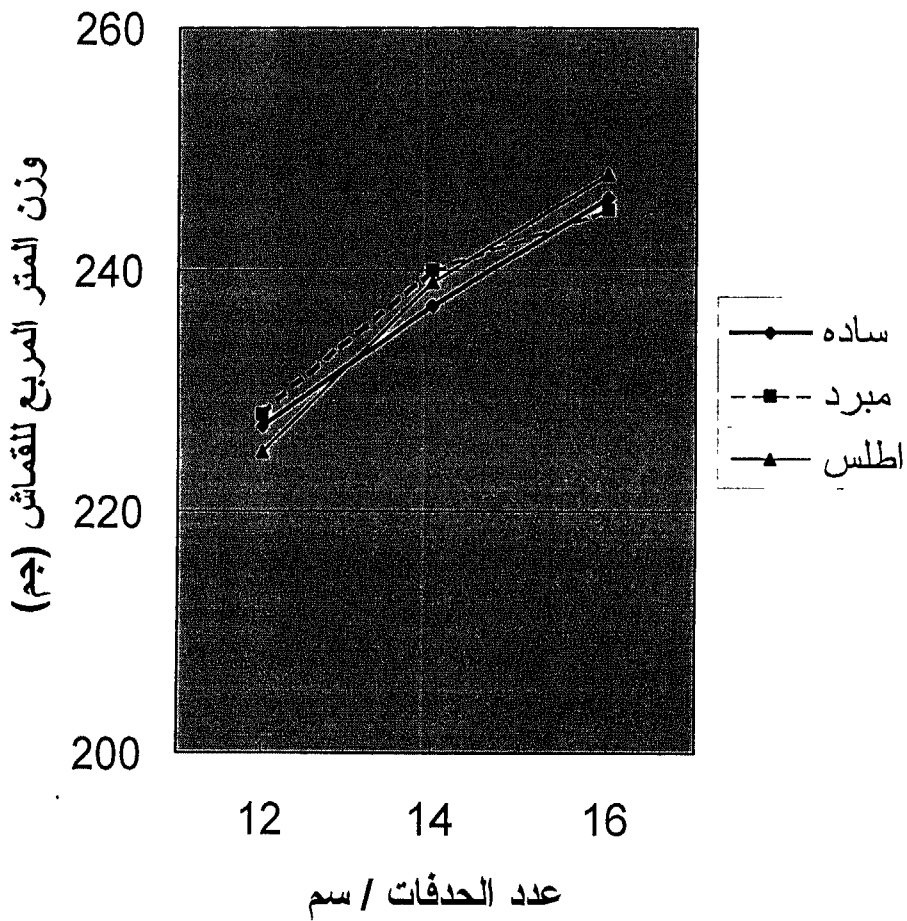 وزن المتر المربع للقماش (جم)
260
240
220
200
12 14 16
عدد الحدفات / سم
ساده
مبرد
اطلس